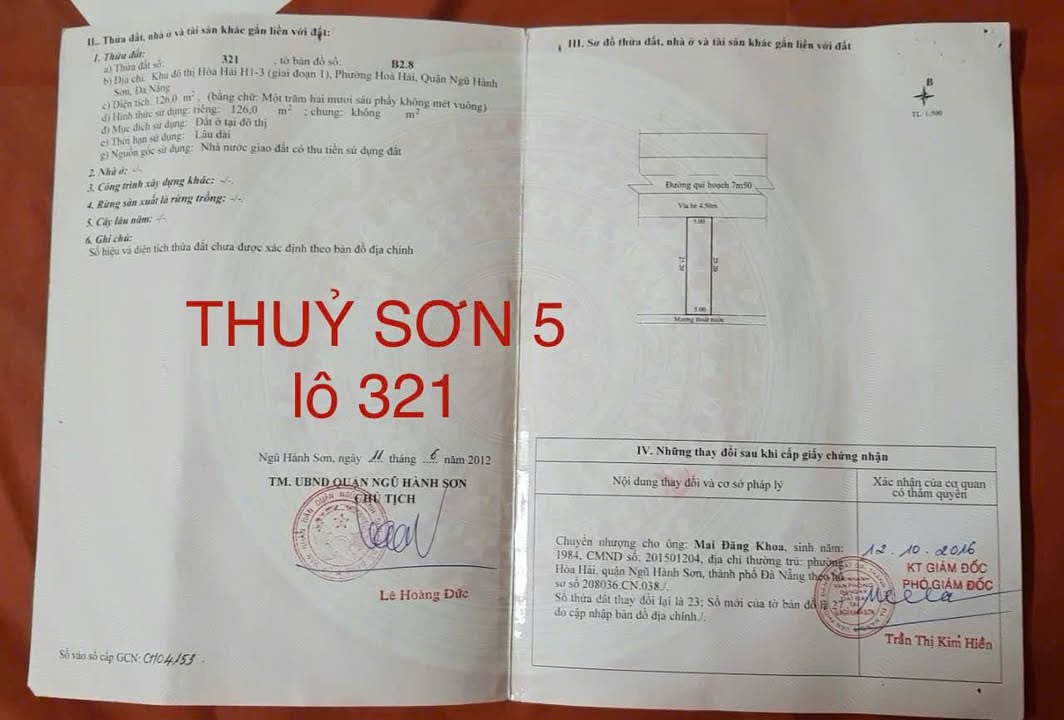 II.. Thửa đất, nhà ở và tài sản khác gắn liền với đất:
1. Thửa đất:
a) Thửa đất số: 321 , tờ bản đồ số: B2.8
b) Địa chỉ: Khu đô thị Hòa Hải H1-3 (giai đoạn 1), Phường Hoà Hải, Quận Ngũ Hành
Sơn, Đà Nẵng
c) Diện tích: 126,0 m², (bằng chữ: Một trăm hai mươi sáu phẩy không mét vuông)
d) Hình thức sử dụng: riêng: 126,0 m² ; chung: không m²
đ) Mục đích sử dụng: Đất ở tại đô thị
e) Thời hạn sử dụng: Lâu dài
g) Nguồn gốc sử dụng: Nhà nước giao đất có thu tiền sử dụng đất
2. Nhà ở: -/-
3. Công trình xây dựng khác: -/-.
4. Rừng sản xuất là rừng trồng: -/-.
5. Cây lâu năm: -/-
6. Ghi chú:
Số hiệu và diện tích thửa đất chưa được xác định theo bản đồ địa chính
THUỶ SƠN 5
lô 321
Ngũ Hành Sơn, ngày 11 tháng 6 năm 2012
TM. UBND QUẬN NGŨ HÀNH SƠN
CHỦ TỊCH
Lê Hoàng Đức
Số vào sổ cấp GCN: CH04153.
III. Sơ đồ thửa đất, nhà ở và tài sản khác gắn liền với đất
B
TL 1:500
Đường qui hoạch 7m50
Vỉa hè 4.50m
5.00
25.20
25.20
5.00
Mương thoát nước
IV. Những thay đổi sau khi cấp giấy chứng nhận
Nội dung thay đổi và cơ sở pháp lý
Xác nhận của cơ quan
có thẩm quyền
Chuyển nhượng cho ông: Mai Đăng Khoa, sinh năm:
1984, CMND số: 201501204, địa chỉ thường trú: phường
Hòa Hải, quận Ngũ Hành Sơn, thành phố Đà Nẵng theo hồ
sơ số 208036.CN.038./.
Số thửa đất thay đổi lại là 23; Số mới của tờ bản đồ là 27
do cập nhập bản đồ địa chính./.
12.10.2016
KT GIÁM ĐỐC
PHÓ GIÁM ĐỐC
Trần Thị Kim Hiền